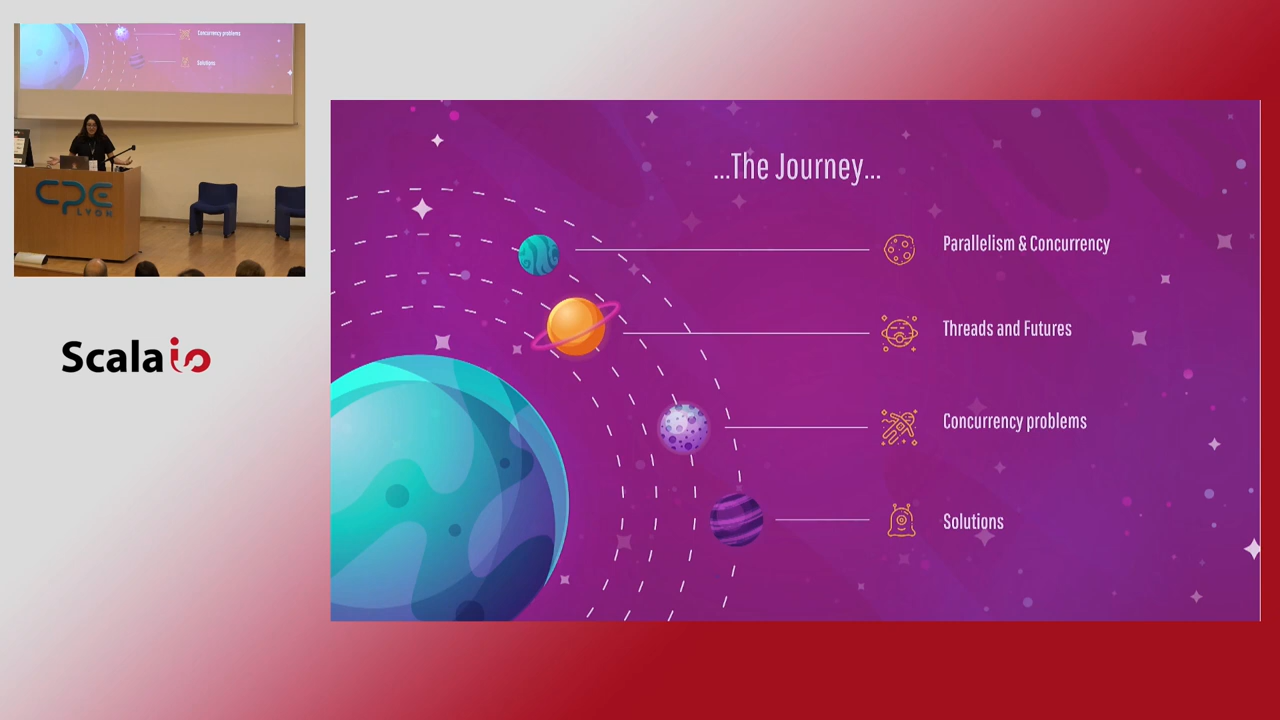 Concurrency problems
Solutions
CPE
LYON
Scalaio
...The Journey...
Parallelism & Concurrency
Threads and Futures
Concurrency problems
Solutions